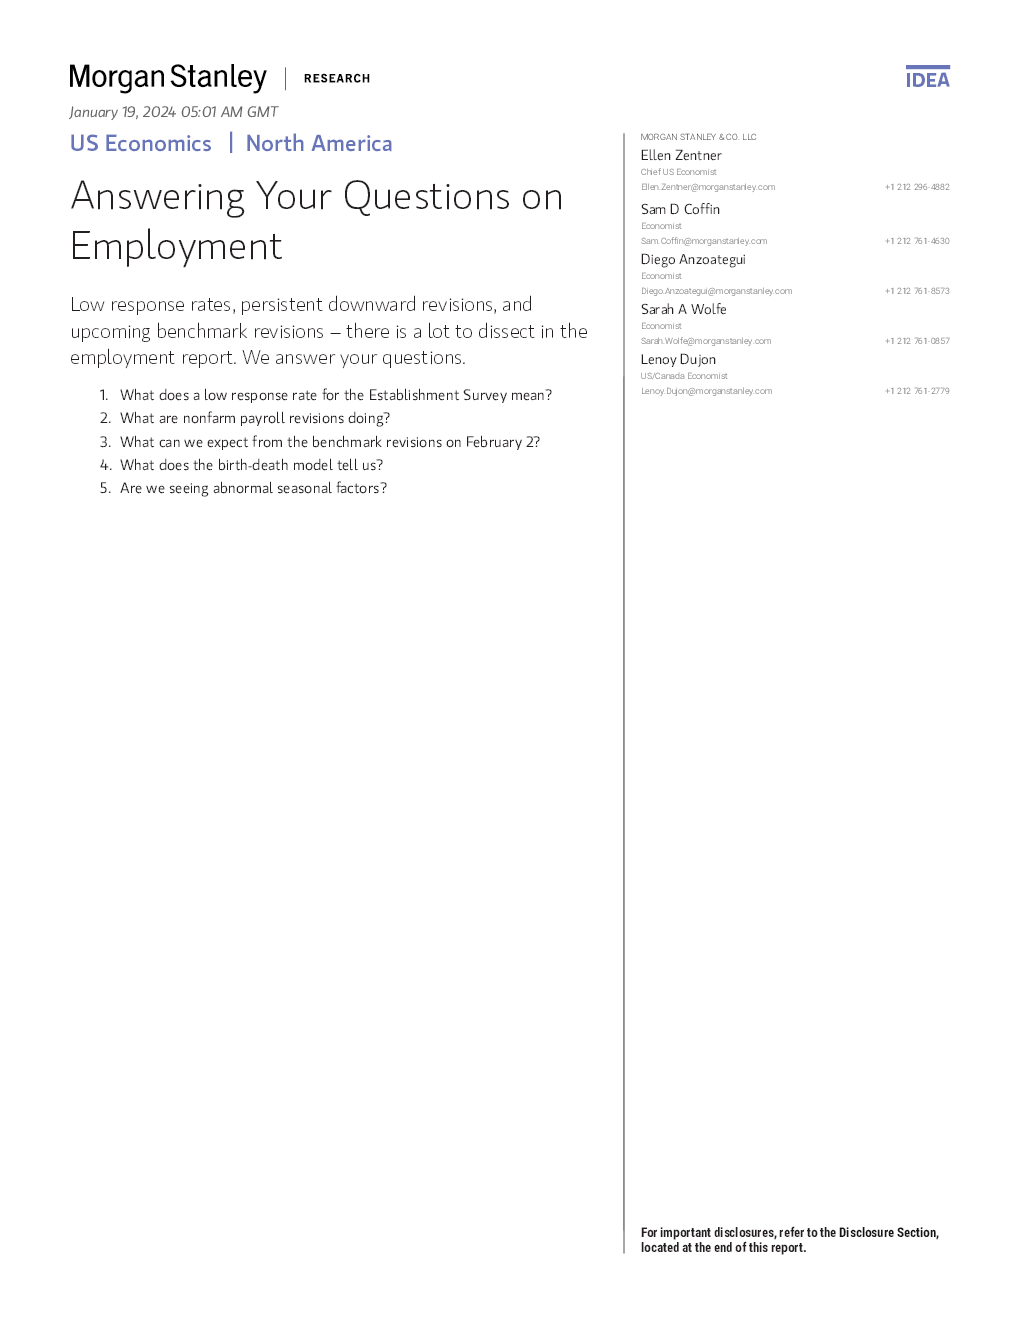 Morgan Stanley | RESEARCH
IDEA
January 19, 2024 05:01 AM GMT
US Economics | North America
Answering Your Questions on
Employment
Low response rates, persistent downward revisions, and
upcoming benchmark revisions – there is a lot to dissect in the
employment report. We answer your questions.
1. What does a low response rate for the Establishment Survey mean?
2. What are nonfarm payroll revisions doing?
3. What can we expect from the benchmark revisions on February 2?
4. What does the birth-death model tell us?
5. Are we seeing abnormal seasonal factors?
MORGAN STANLEY & CO. LLC
Ellen Zentner
Chief US Economist
Ellen.Zentner@morganstanley.com +1 212 296-4882
Sam D Coffin
Economist
Sam.Coffin@morganstanley.com +1 212 761-4630
Diego Anzoategui
Economist
Diego.Anzoategui@morganstanley.com +1 212 761-8573
Sarah A Wolfe
Economist
Sarah.Wolfe@morganstanley.com +1 212 761-0857
Lenoy Dujon
US/Canada Economist
Lenoy.Dujon@morganstanley.com +1 212 761-2779
For important disclosures, refer to the Disclosure Section,
located at the end of this report.